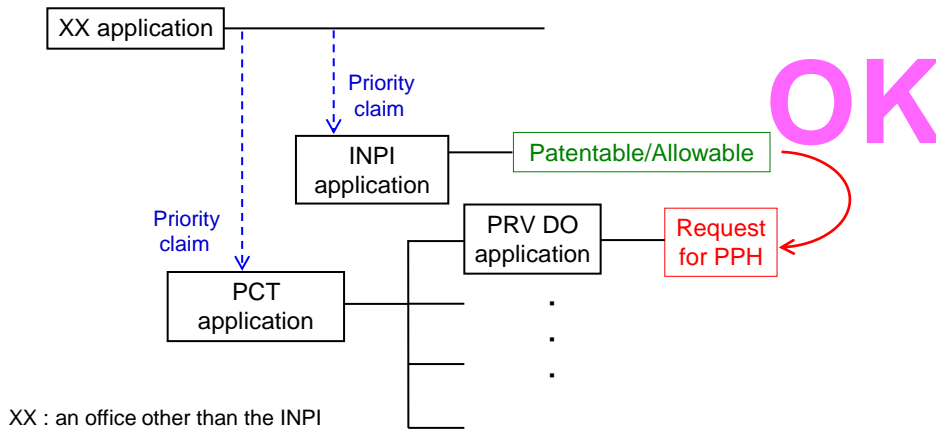 XX application
Priority
claim
OK
INPI
application
Patentable/Allowable
Priority
claim
PRV DO
application
Request
for PPH
PCT
application
XX : an office other than the INPI